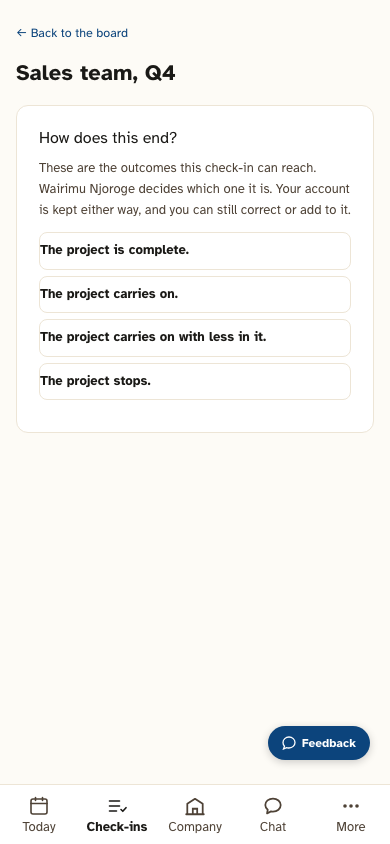 ← Back to the board
Sales team, Q4
How does this end?
These are the outcomes this check-in can reach.
Wairimu Njoroge decides which one it is. Your account
is kept either way, and you can still correct or add to it.
The project is complete.
The project carries on.
The project carries on with less in it.
The project stops.
Feedback
Today
Check-ins
Company
Chat
More